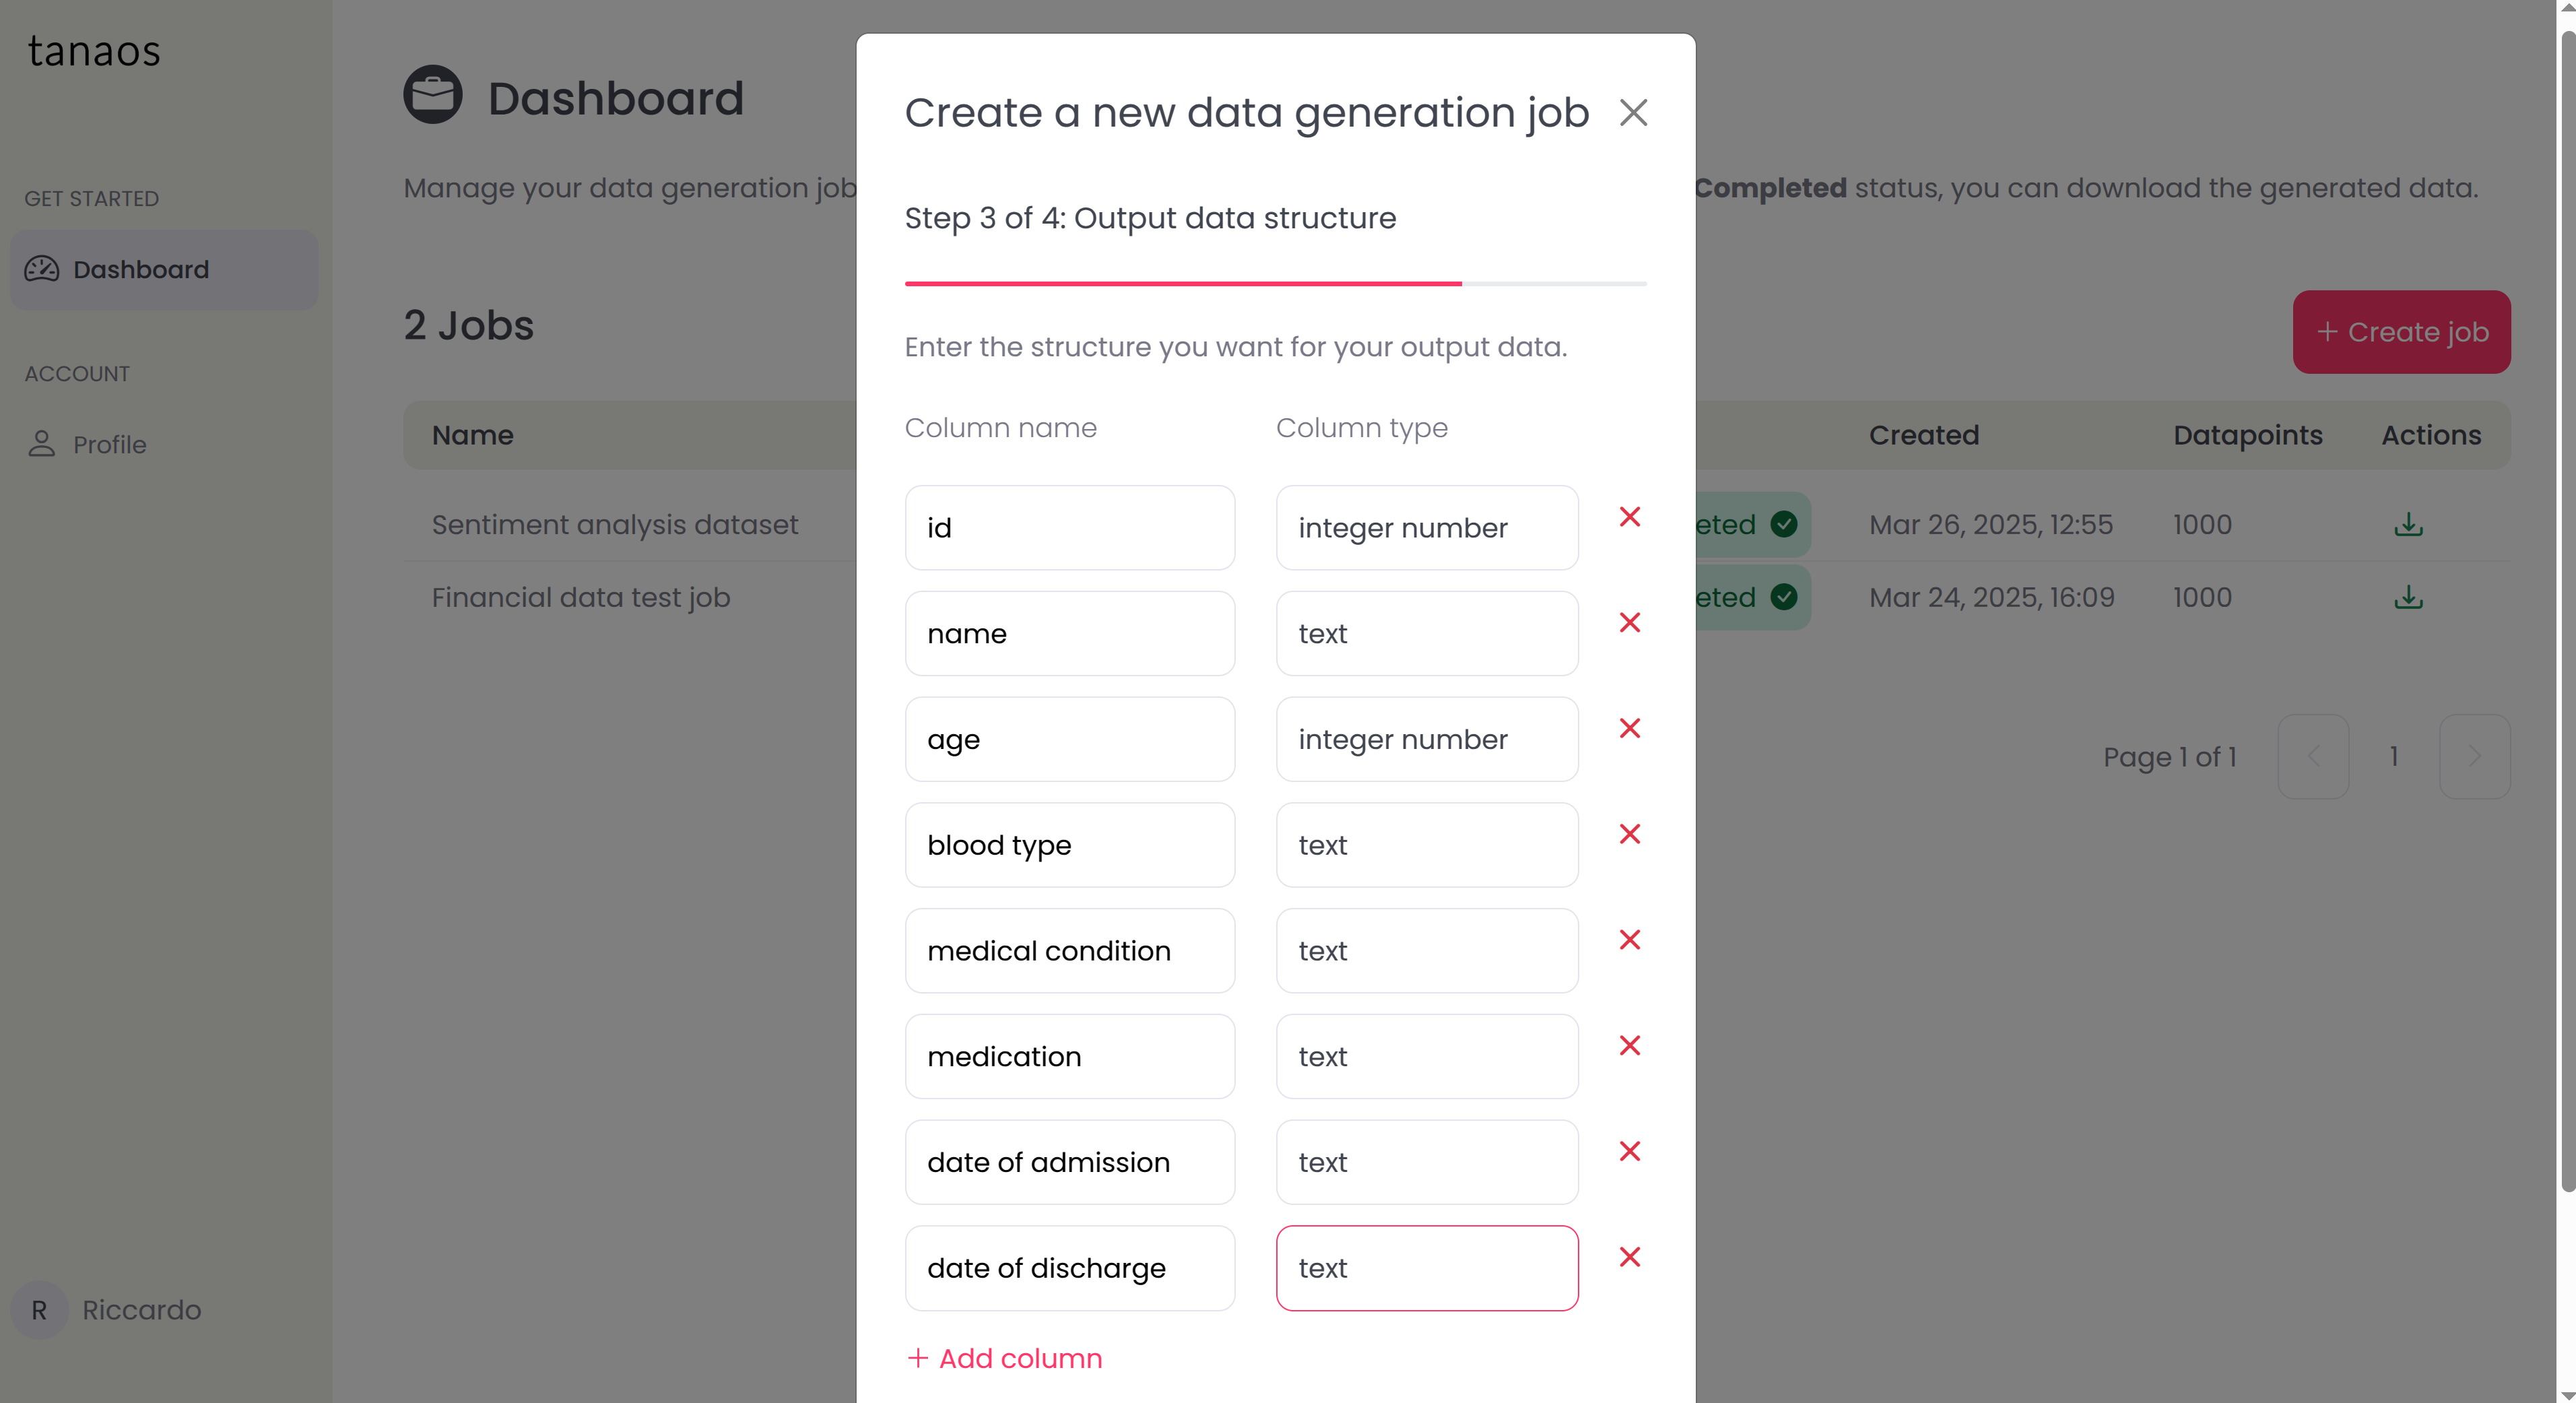 tanaos
GET STARTED
Dashboard
ACCOUNT
Profile
R Riccardo
Dashboard
Manage your data generation job
Completed status, you can download the generated data.
2 Jobs
+ Create job
Name
Created Datapoints Actions
Sentiment analysis dataset
eted Mar 26, 2025, 12:55 1000
Financial data test job
eted Mar 24, 2025, 16:09 1000
Page 1 of 1 1
Create a new data generation job
Step 3 of 4: Output data structure
Enter the structure you want for your output data.
Column name Column type
id integer number
name text
age integer number
blood type text
medical condition text
medication text
date of admission text
date of discharge text
+ Add column